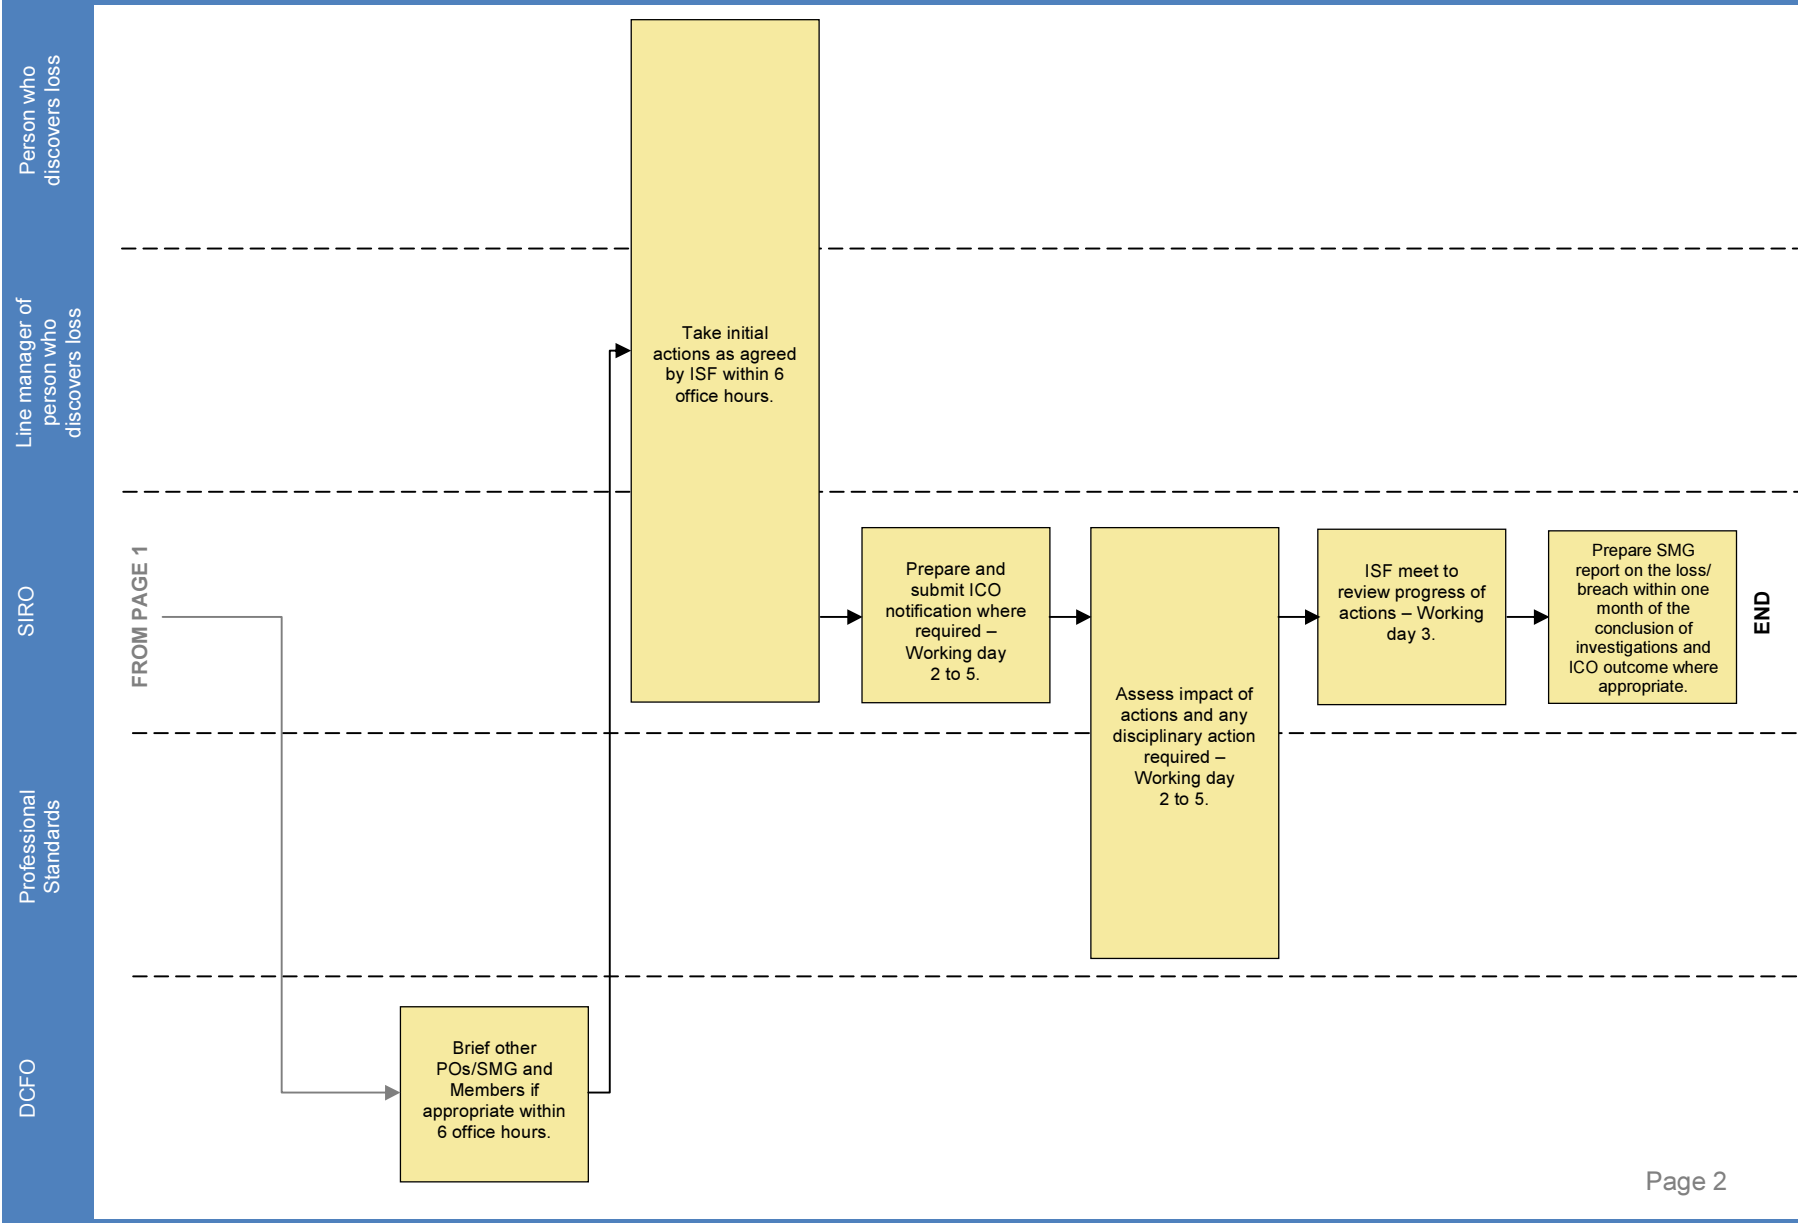 Person who
discovers loss
Line manager of
person who
discovers loss
SIRO
Professional
Standards
DCFO
FROM PAGE 1
Brief other
POs/SMG and
Members if
appropriate within
6 office hours.
Take initial
actions as agreed
by ISF within 6
office hours.
Prepare and
submit ICO
notification where
required –
Working day
2 to 5.
Assess impact of
actions and any
disciplinary action
required –
Working day
2 to 5.
ISF meet to
review progress of
actions – Working
day 3.
Prepare SMG
report on the loss/
breach within one
month of the
conclusion of
investigations and
ICO outcome where
appropriate.
END
Page 2